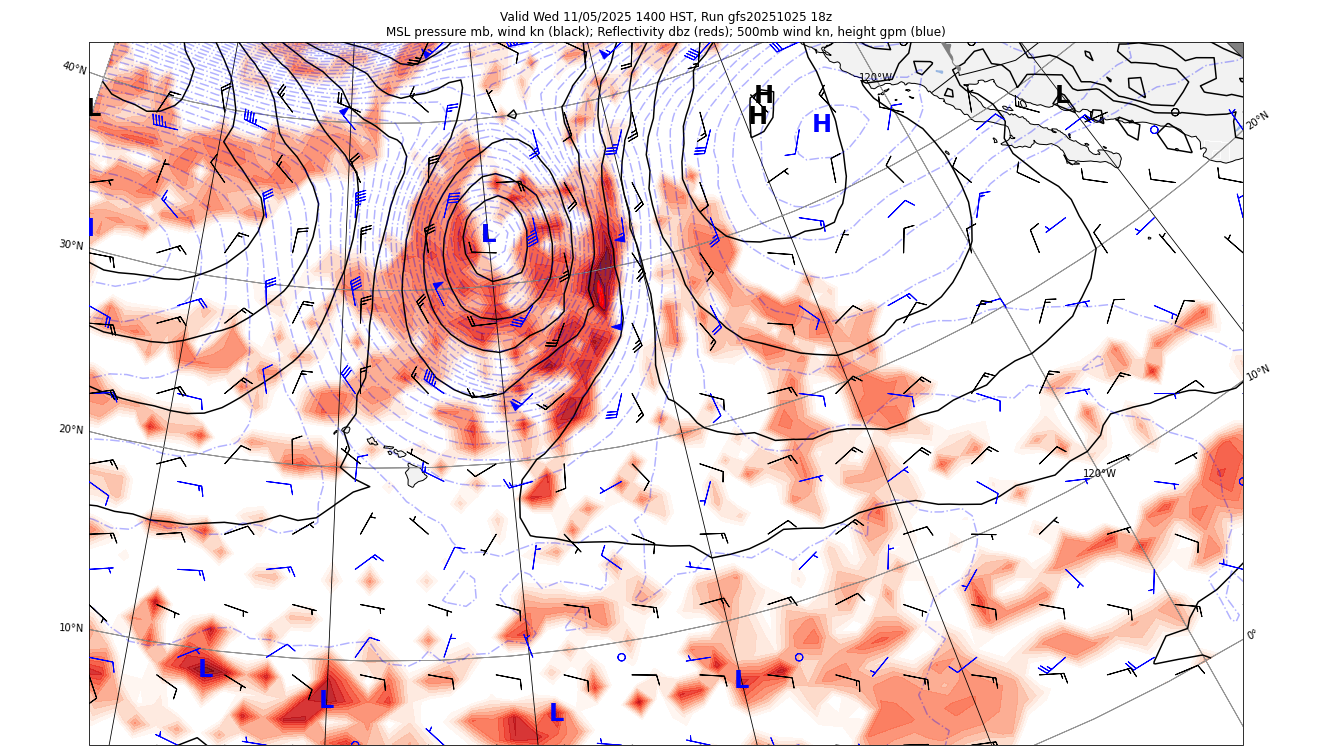 Valid Wed 11/05/2025 1400 HST, Run gfs20251025 18z
MSL pressure mb, wind kn (black); Reflectivity dbz (reds); 500mb wind kn, height gpm (blue)
40°N
120°W
H
L
L
H
H
20°N
L
30°N
10°N
20°N
120°W
10°N
0°
L
L
L
L